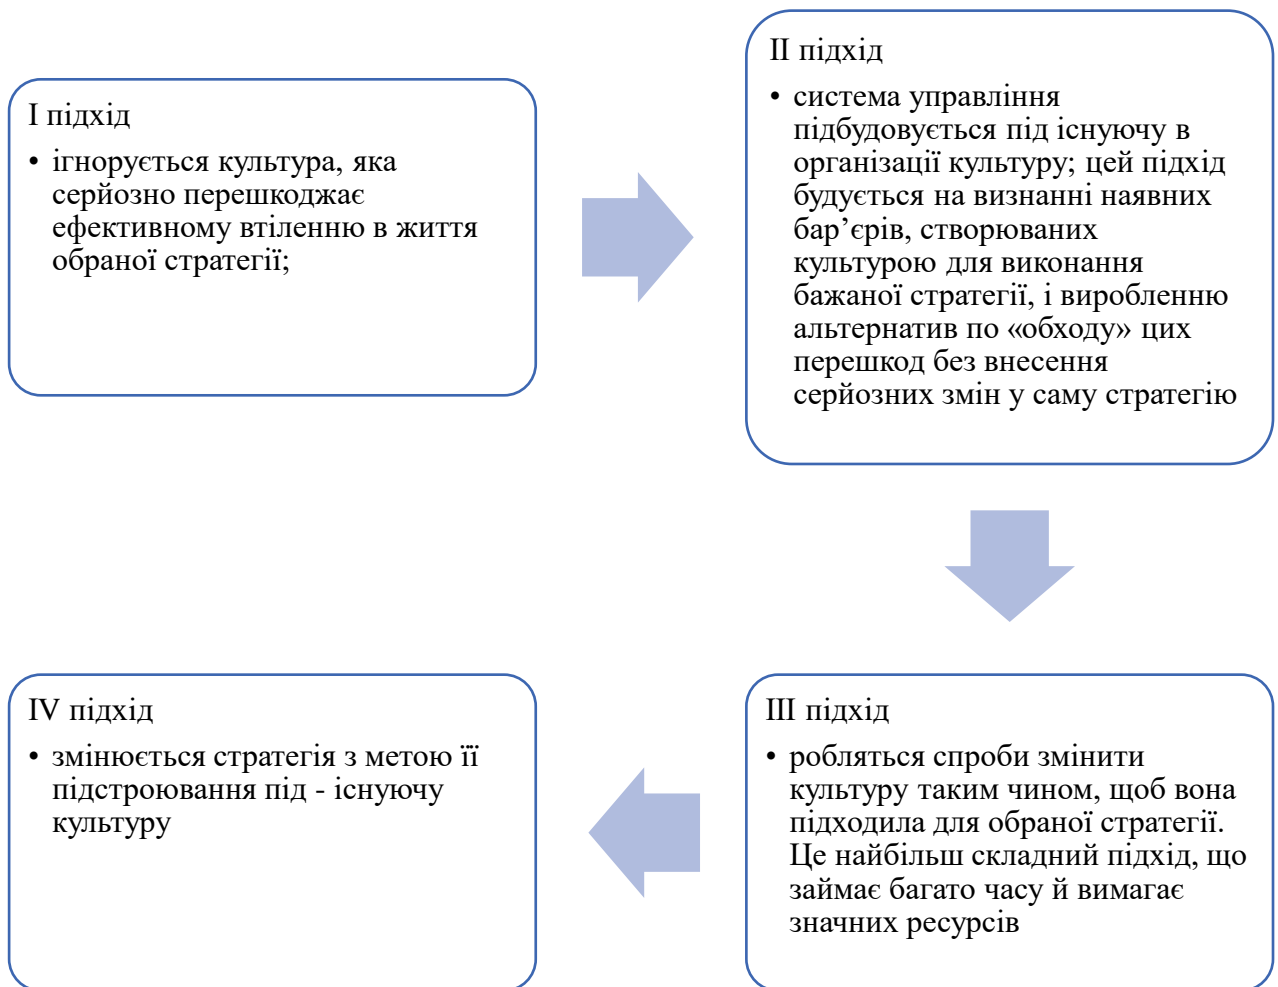 І підхід
• ігнорується культура, яка
серйозно перешкоджає
ефективному втіленню в життя
обраної стратегії;
ІІ підхід
• система управління
підбудовується під існуючу в
організації культуру; цей підхід
будується на визнанні наявних
бар’єрів, створюваних
культурою для виконання
бажаної стратегії, і виробленню
альтернатив по «обходу» цих
перешкод без внесення
серйозних змін у саму стратегію
ІІІ підхід
• робляться спроби змінити
культуру таким чином, щоб вона
підходила для обраної стратегії.
Це найбільш складний підхід, що
займає багато часу й вимагає
значних ресурсів
IV підхід
• змінюється стратегія з метою її
підстроювання під - існуючу
культуру